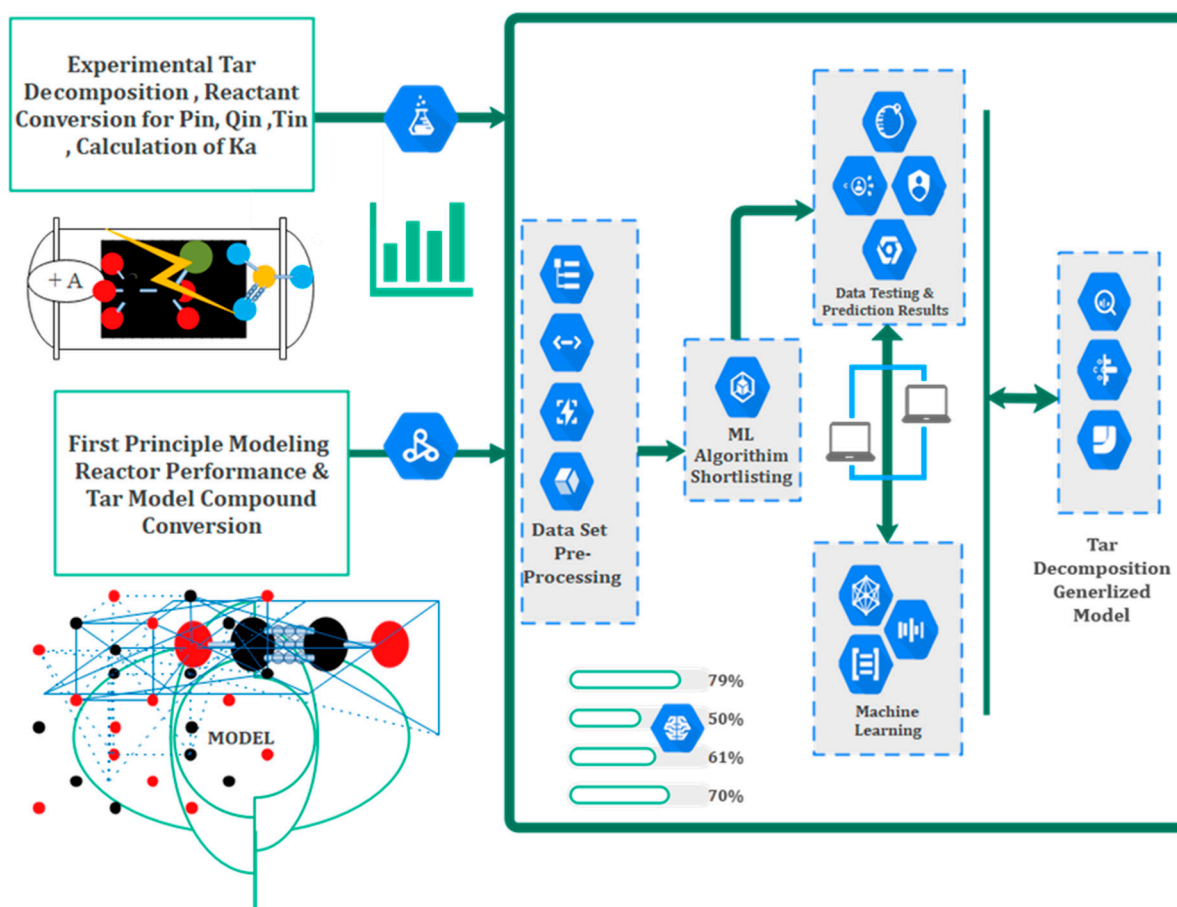 Experimental Tar
Decomposition , Reactant
Conversion for Pin, Qin ,Tin
, Calculation of Ka
+ A
First Principle Modeling
Reactor Performance &
Tar Model Compound
Conversion
MODEL
Data Set
Pre-
Processing
ML
Algorithim
Shortlisting
Data Testing &
Prediction Results
Machine
Learning
79%
50%
61%
70%
Tar
Decomposition
Generlized
Model